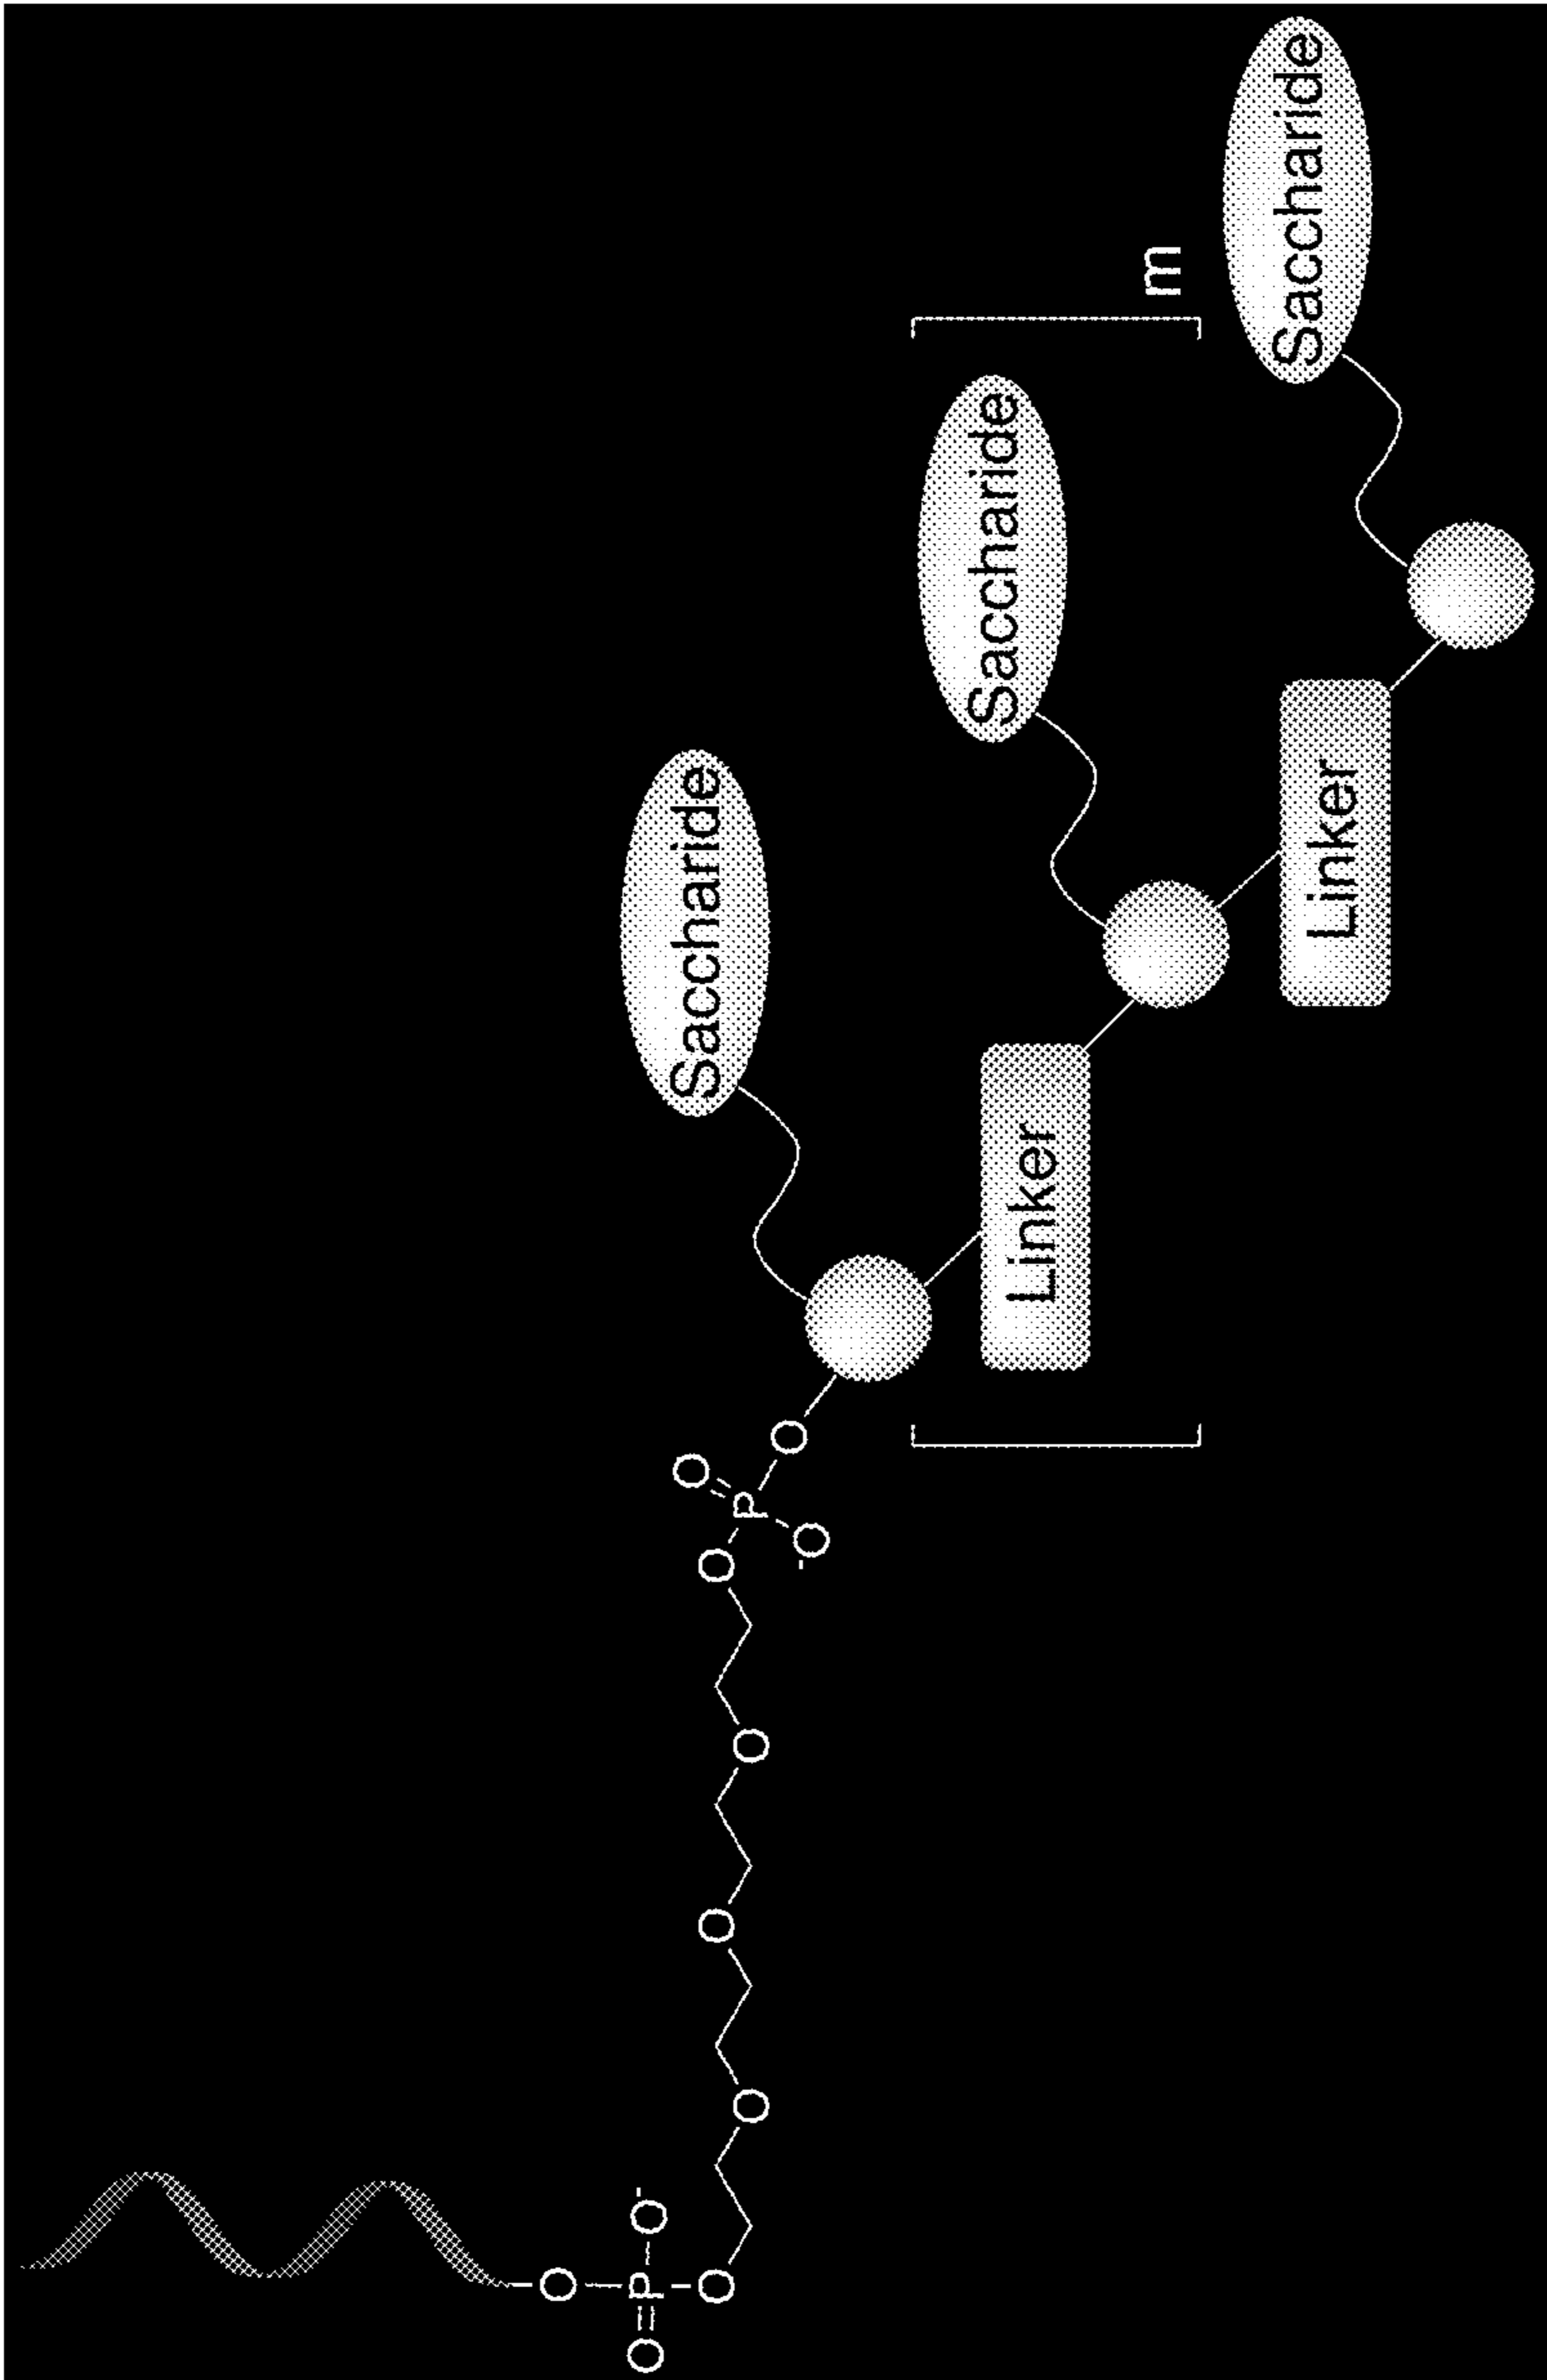 O
O=P-O-
O
Saccharide
O
O
O
O
O
P
O
-O
Saccharide
Linker
m
Saccharide
Linker